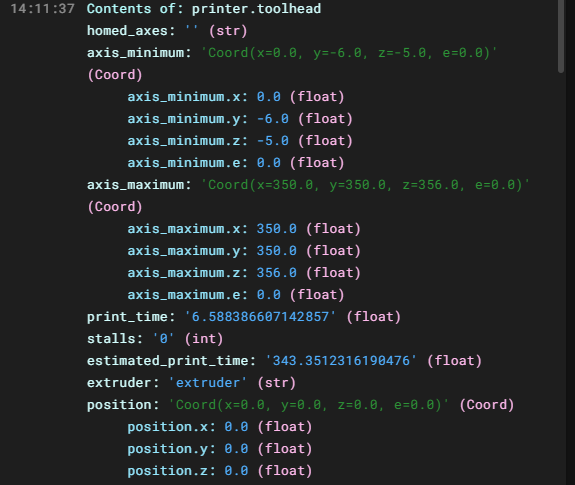 14:11:37 Contents of: printer.toolhead
homed_axes: '' (str)
axis_minimum: 'Coord(x=0.0, y=-6.0, z=-5.0, e=0.0)'
(Coord)
axis_minimum.x: 0.0 (float)
axis_minimum.y: -6.0 (float)
axis_minimum.z: -5.0 (float)
axis_minimum.e: 0.0 (float)
axis_maximum: 'Coord(x=350.0, y=350.0, z=356.0, e=0.0)'
(Coord)
axis_maximum.x: 350.0 (float)
axis_maximum.y: 350.0 (float)
axis_maximum.z: 356.0 (float)
axis_maximum.e: 0.0 (float)
print_time: '6.588386607142857' (float)
stalls: '0' (int)
estimated_print_time: '343.3512316190476' (float)
extruder: 'extruder' (str)
position: 'Coord(x=0.0, y=0.0, z=0.0, e=0.0)' (Coord)
position.x: 0.0 (float)
position.y: 0.0 (float)
position.z: 0.0 (float)